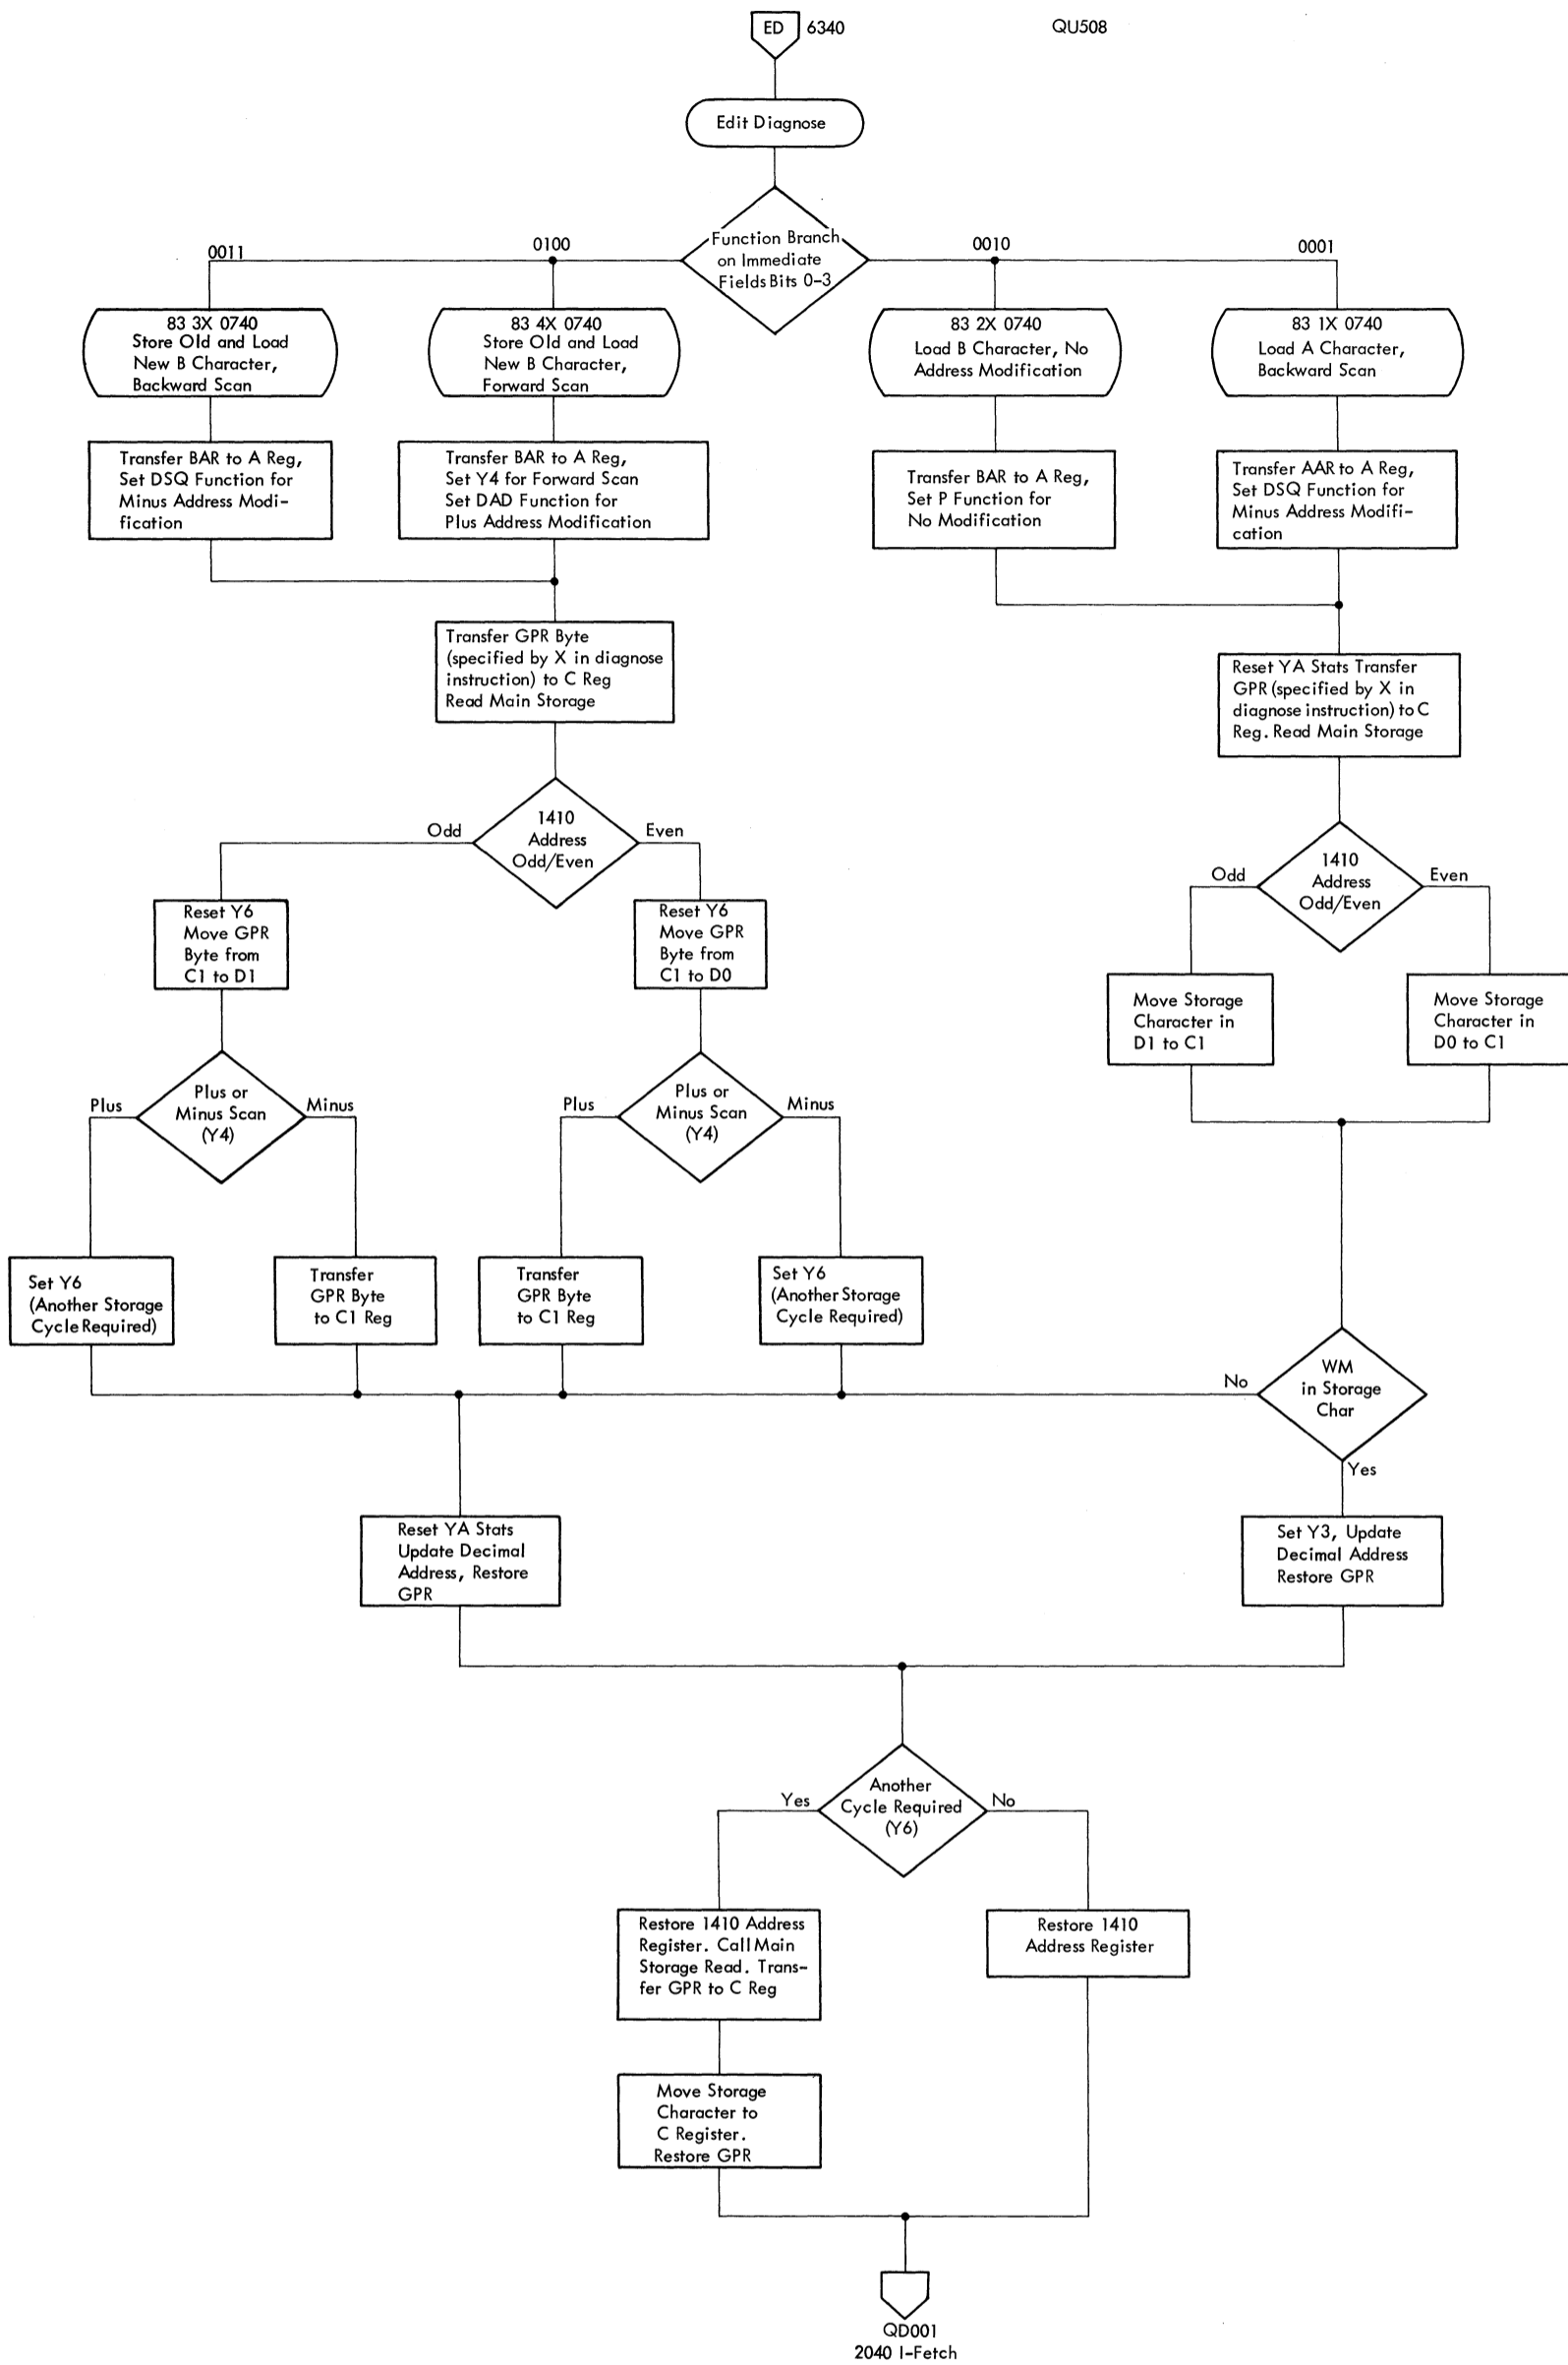 ED 6340
QU508
Edit Diagnose
Function Branch
on Immediate
Fields Bits 0-3
0011
0100
0010
0001
83 3X 0740
Store Old and Load
New B Character,
Backward Scan
83 4X 0740
Store Old and Load
New B Character,
Forward Scan
83 2X 0740
Load B Character, No
Address Modification
83 1X 0740
Load A Character,
Backward Scan
Transfer BAR to A Reg,
Set DSQ Function for
Minus Address Modi-
fication
Transfer BAR to A Reg,
Set Y4 for Forward Scan
Set DAD Function for
Plus Address Modification
Transfer BAR to A Reg,
Set P Function for
No Modification
Transfer AAR to A Reg,
Set DSQ Function for
Minus Address Modifi-
cation
Transfer GPR Byte
(specified by X in diagnose
instruction) to C Reg
Read Main Storage
Reset YA Stats Transfer
GPR (specified by X in
diagnose instruction) to C
Reg. Read Main Storage
1410
Address
Odd/Even
Odd
Even
1410
Address
Odd/Even
Odd
Even
Reset Y6
Move GPR
Byte from
C1 to D1
Reset Y6
Move GPR
Byte from
C1 to D0
Move Storage
Character in
D1 to C1
Move Storage
Character in
D0 to C1
Plus or
Minus Scan
(Y4)
Plus
Minus
Plus or
Minus Scan
(Y4)
Plus
Minus
Set Y6
(Another Storage
Cycle Required)
Transfer
GPR Byte
to C1 Reg
Transfer
GPR Byte
to C1 Reg
Set Y6
(Another Storage
Cycle Required)
WM
in Storage
Char
No
Yes
Reset YA Stats
Update Decimal
Address, Restore
GPR
Set Y3, Update
Decimal Address
Restore GPR
Another
Cycle Required
(Y6)
Yes
No
Restore 1410 Address
Register. Call Main
Storage Read. Trans-
fer GPR to C Reg
Restore 1410
Address Register
Move Storage
Character to
C Register.
Restore GPR
QD001
2040 I-Fetch